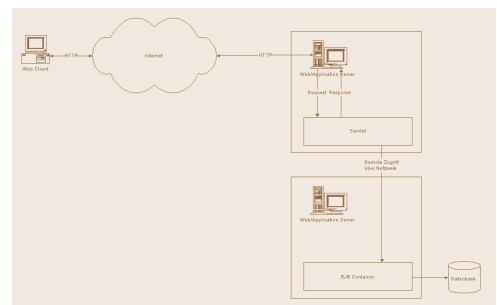 HTTP
HTTP
Internet
Web Client
Web/Application Server
Request Response
Servlet
Remote Zugriff
über Netzwerk
Web/Application Server
EJB Container
Datenbank